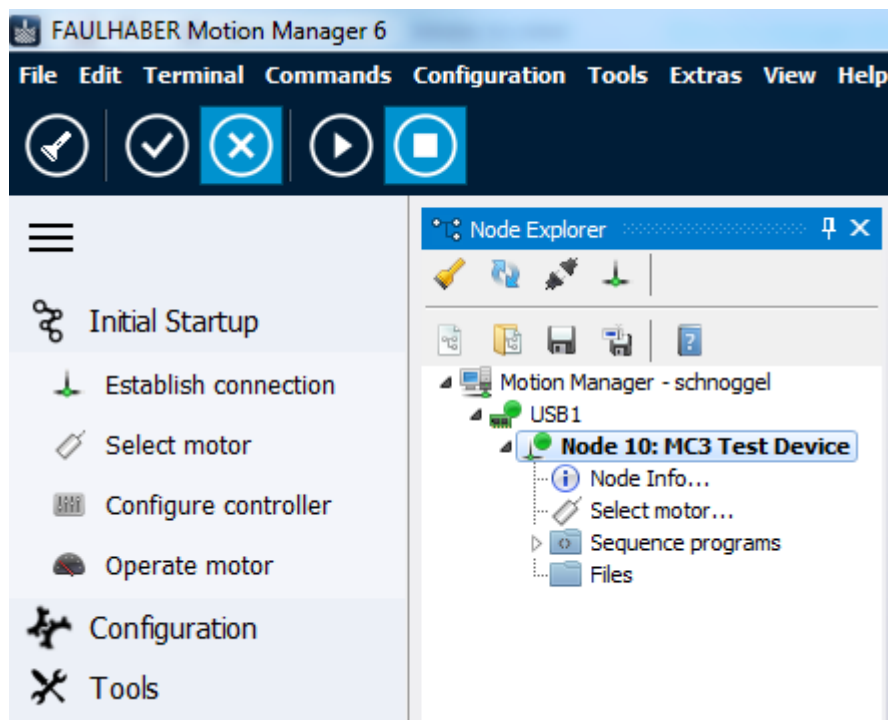 FAULHABER Motion Manager 6
File Edit Terminal Commands Configuration Tools Extras View Help
Node Explorer
Initial Startup
Establish connection
Select motor
Configure controller
Operate motor
Configuration
Tools
Motion Manager - schnoggel
USB1
Node 10: MC3 Test Device
Node Info...
Select motor...
Sequence programs
Files